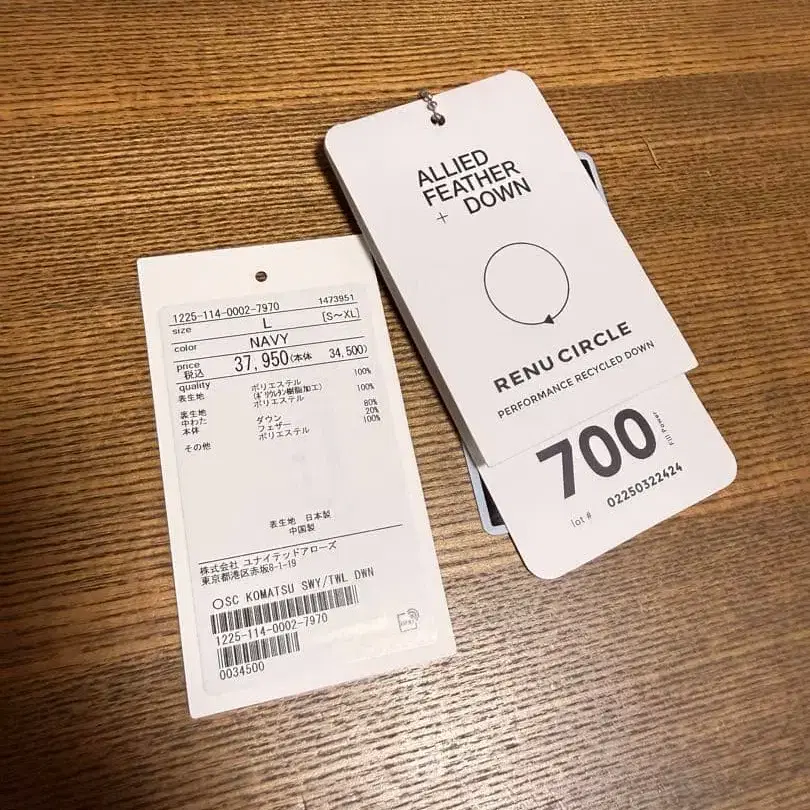 1225-114-0002-7970 1473951
size L [S～XL]
color NAVY
price 37,950(本体 34,500)
税込
quality
表生地 ポリエステル 100%
(ポリウレタン樹脂加工)
裏生地 ポリエステル 100%
中わた
本体 ダウン 80%
フェザー 20%
その他 ポリエステル 100%
表生地 日本製
中国製
株式会社 ユナイテッドアローズ
東京都港区赤坂8-1-19
○SC KOMATSU SWY/TWL DWN
1225-114-0002-7970
0034500
ALLIED
FEATHER
+ DOWN
RENU CIRCLE
PERFORMANCE RECYCLED DOWN
700 Fill Power
lot # 02250322424